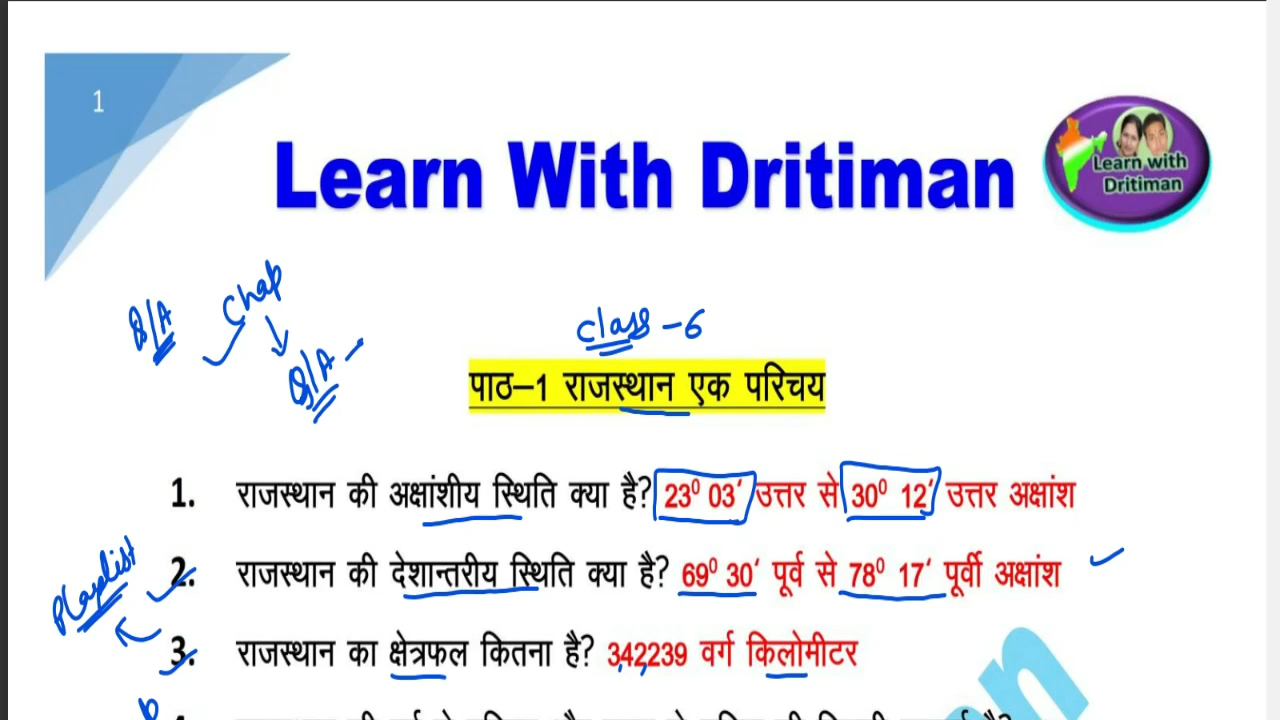 1
Learn With Dritiman
Learn with
Dritiman
Q/A
Chap
Q/A
Class - 6
पाठ–1 राजस्थान एक परिचय
1. राजस्थान की अक्षांशीय स्थिति क्या है? 23⁰ 03′ उत्तर से 30⁰ 12′ उत्तर अक्षांश
2. राजस्थान की देशान्तरीय स्थिति क्या है? 69⁰ 30′ पूर्व से 78⁰ 17′ पूर्वी अक्षांश
Playlist
3. राजस्थान का क्षेत्रफल कितना है? 342239 वर्ग किलोमीटर